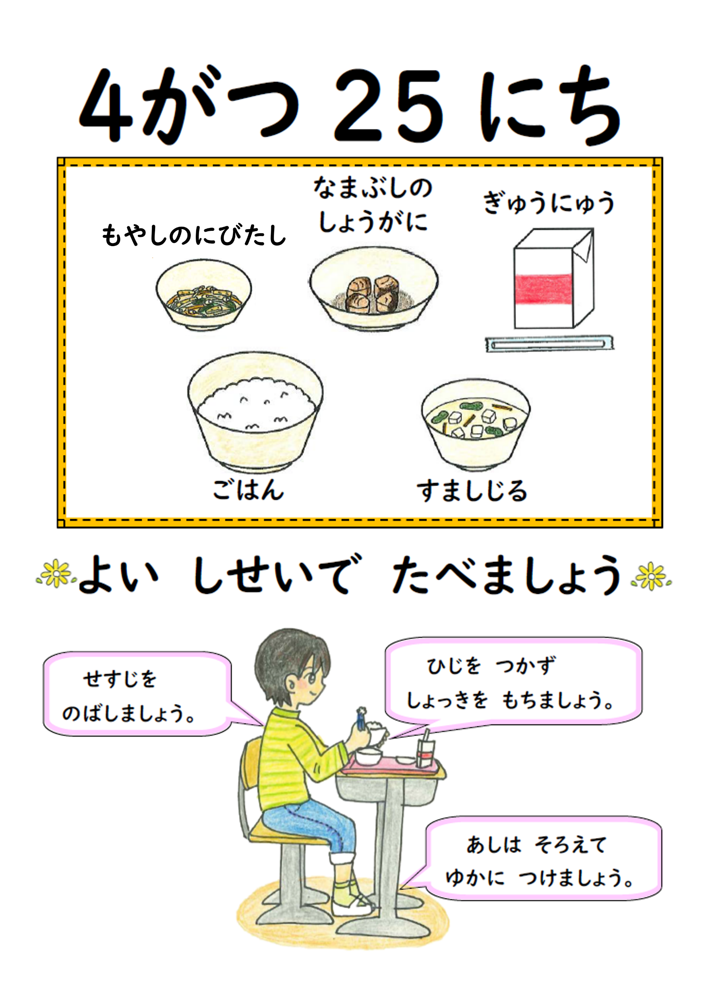 4がつ 25 にち
なまぶしの
しょうがに
ぎゅうにゅう
もやしのにびたし
ごはん
すましじる
よい しせいで たべましょう
せすじを
のばしましょう。
ひじを つかず
しょっきを もちましょう。
あしは そろえて
ゆかに つけましょう。